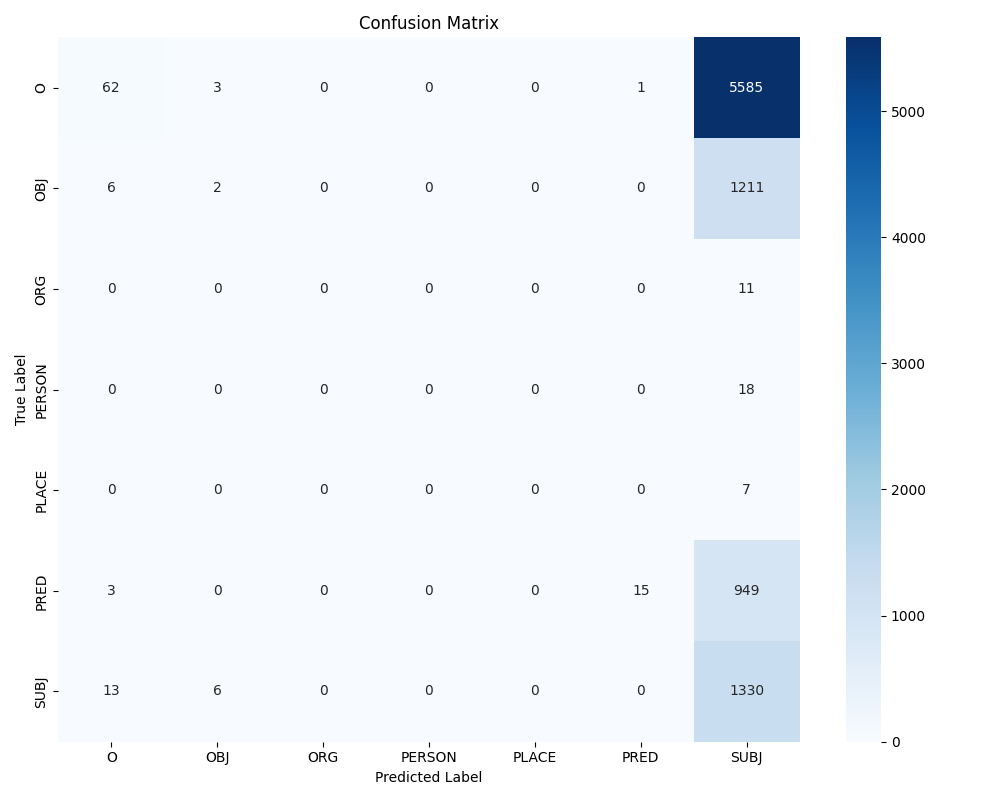 Confusion Matrix
True Label
O 62 3 0 0 0 1 5585
OBJ 6 2 0 0 0 0 1211
ORG 0 0 0 0 0 0 11
PERSON 0 0 0 0 0 0 18
PLACE 0 0 0 0 0 0 7
PRED 3 0 0 0 0 15 949
SUBJ 13 6 0 0 0 0 1330
O OBJ ORG PERSON PLACE PRED SUBJ
Predicted Label
5000
4000
3000
2000
1000
0